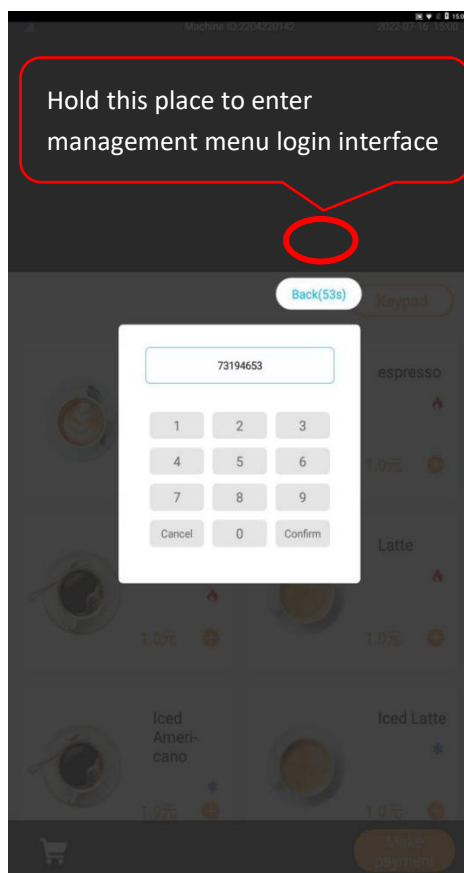 15:0
Machine ID:2204220142
2022-07-16 15:00
Hold this place to enter
management menu login interface
Back(53s)
Keypad
73194653
espresso
1 2 3
4 5 6
1.0元
7 8 9
Cancel 0 Confirm
Latte
1.0元
1.0元
Iced
Ameri-
cano
Iced Latte
1.0元
1.0元
Make
payment